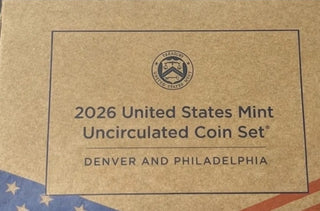 2026 United States Mint
Uncirculated Coin Set®
DENVER AND PHILADELPHIA